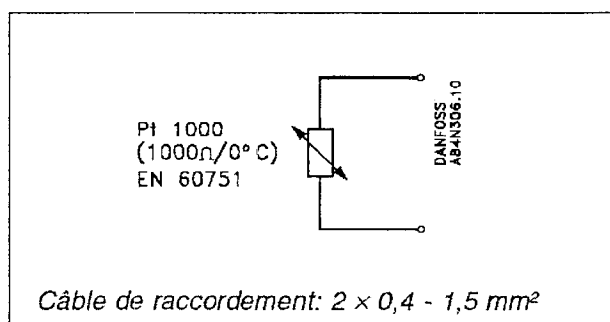 Pt 1000
(1000Ω/0°C)
EN 60751
DANFOSS
A84N306.10
Câble de raccordement: 2 × 0,4 - 1,5 mm²